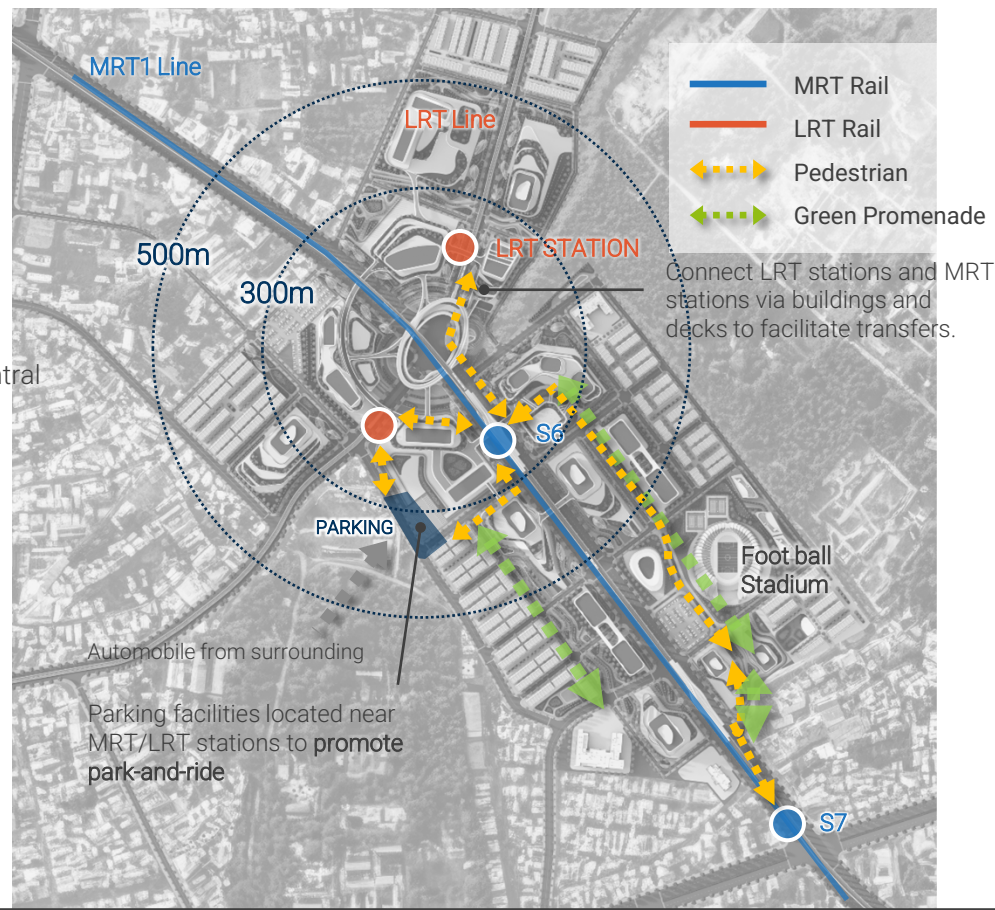 MRT1 Line
LRT Line
MRT Rail
LRT Rail
Pedestrian
Green Promenade
500m
300m
LRT STATION
Connect LRT stations and MRT
stations via buildings and
decks to facilitate transfers.
ntral
S6
PARKING
Foot ball
Stadium
Automobile from surrounding
Parking facilities located near
MRT/LRT stations to promote
park-and-ride
S7